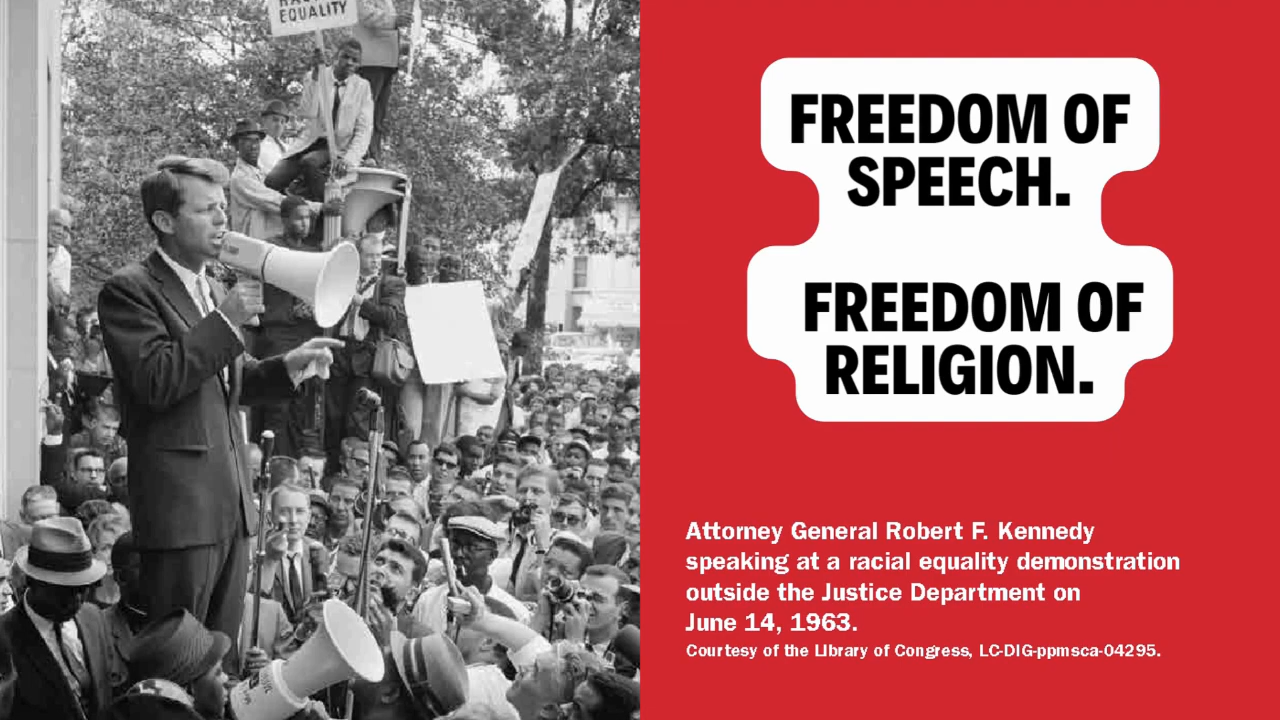 EQUALITY
FREEDOM OF
SPEECH.
FREEDOM OF
RELIGION.
Attorney General Robert F. Kennedy
speaking at a racial equality demonstration
outside the Justice Department on
June 14, 1963.
Courtesy of the Library of Congress, LC-DIG-ppmsca-04295.